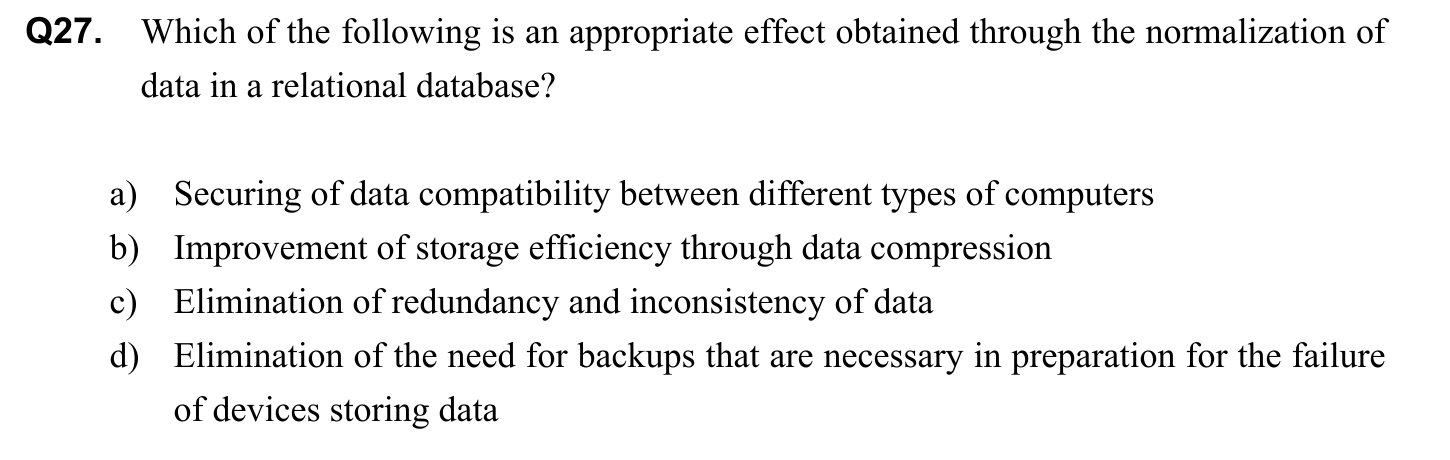 Q27. Which of the following is an appropriate effect obtained through the normalization of
data in a relational database?
a) Securing of data compatibility between different types of computers
b) Improvement of storage efficiency through data compression
c) Elimination of redundancy and inconsistency of data
d) Elimination of the need for backups that are necessary in preparation for the failure
of devices storing data